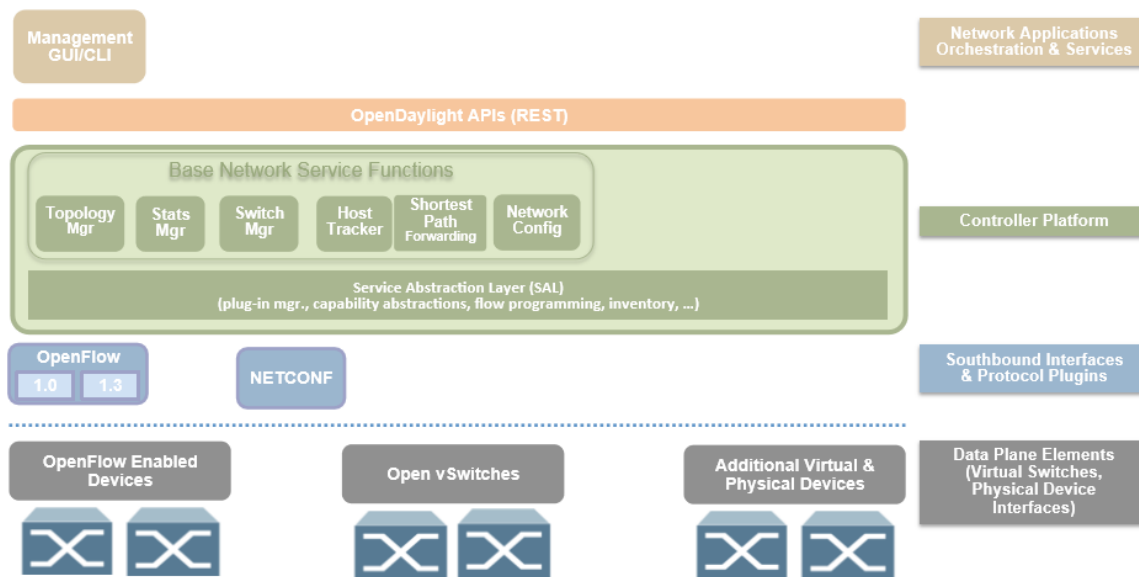 Management
GUI/CLI
Network Applications
Orchestration & Services
OpenDaylight APIs (REST)
Base Network Service Functions
Topology
Mgr
Stats
Mgr
Switch
Mgr
Host
Tracker
Shortest
Path
Forwarding
Network
Config
Controller Platform
Service Abstraction Layer (SAL)
(plug-in mgr., capability abstractions, flow programming, inventory, ...)
OpenFlow
1.0
1.3
NETCONF
Southbound Interfaces
& Protocol Plugins
OpenFlow Enabled
Devices
Open vSwitches
Additional Virtual &
Physical Devices
Data Plane Elements
(Virtual Switches,
Physical Device
Interfaces)